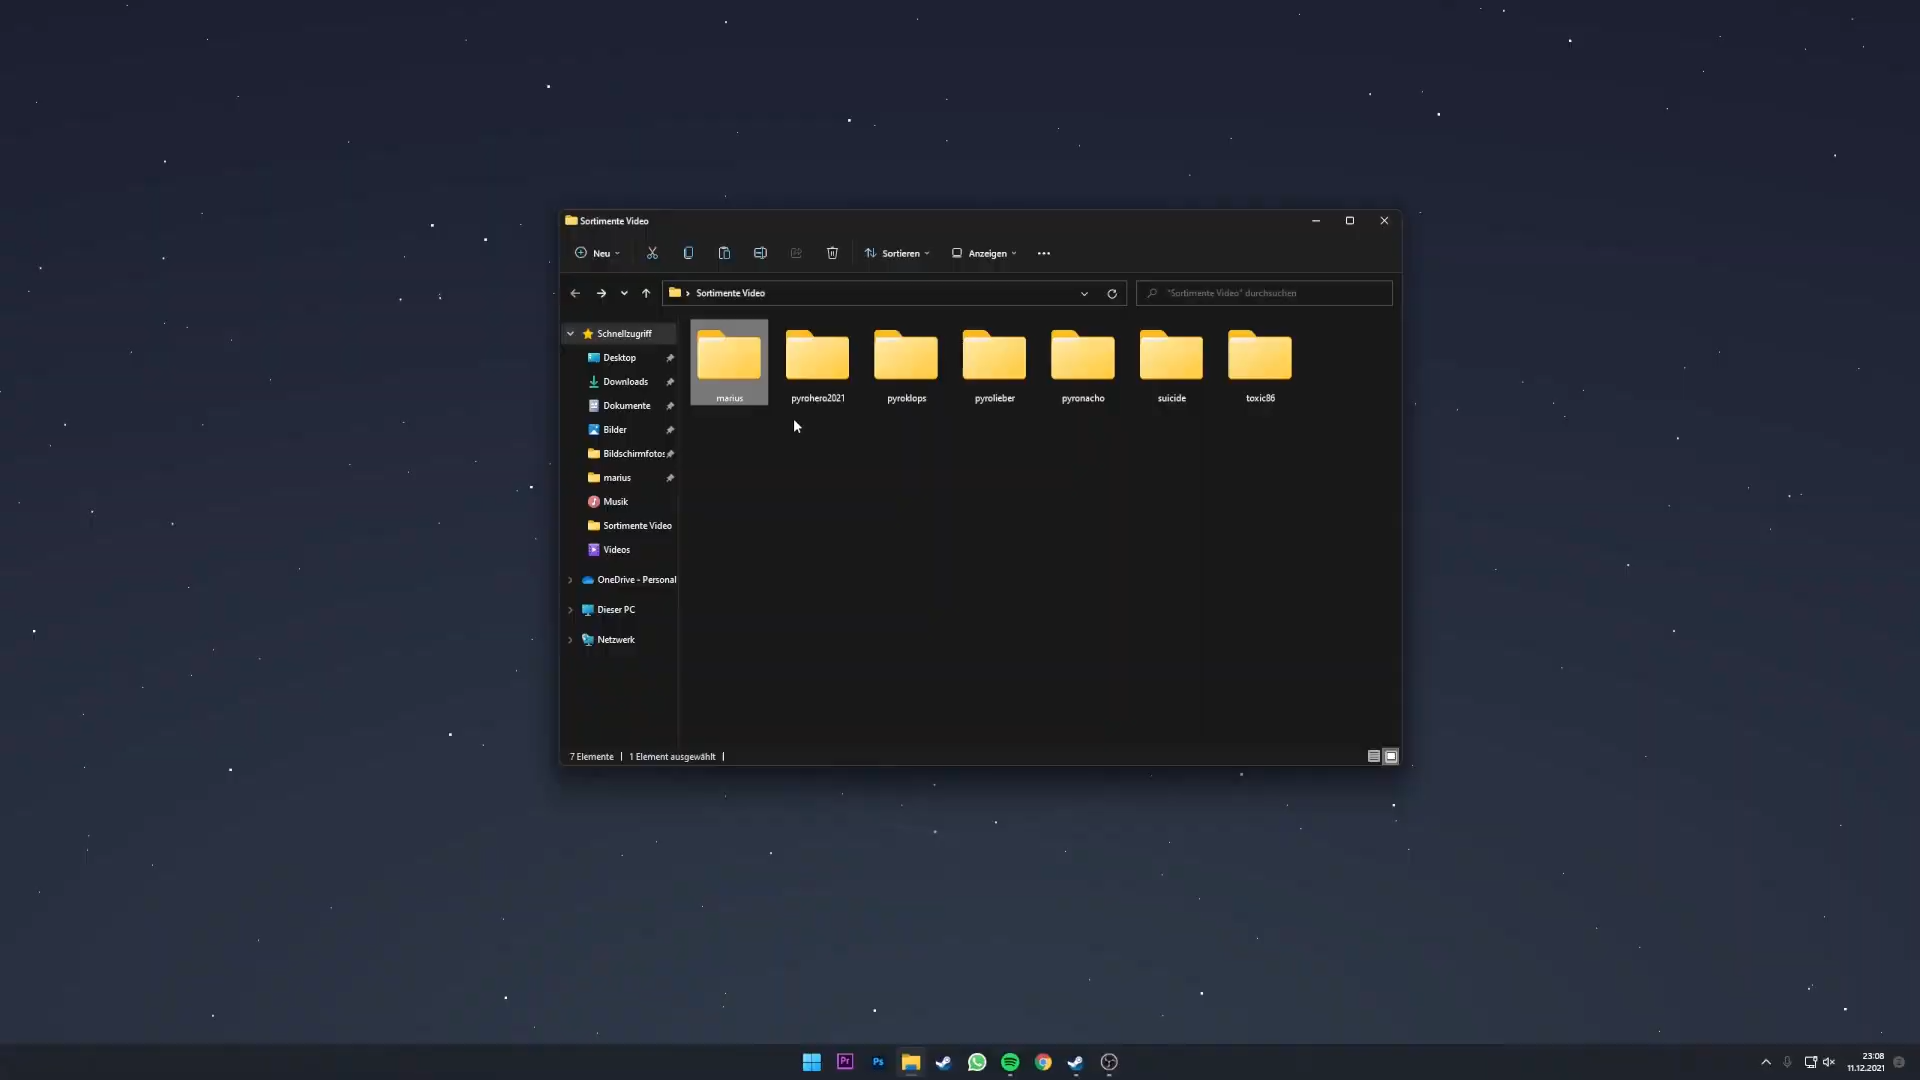 Sortimente Video
Neu
Sortieren
Anzeigen
Sortimente Video
"Sortimente Video" durchsuchen
Schnellzugriff
Desktop
Downloads
Dokumente
Bilder
Bildschirmfotos
marius
Musik
Sortimente Video
Videos
OneDrive - Personal
Dieser PC
Netzwerk
marius
pyrohero2021
pyroklops
pyrolieber
pyronacho
suicide
toxic86
7 Elemente
1 Element ausgewählt
Pr
Ps
23:08
11.12.2021